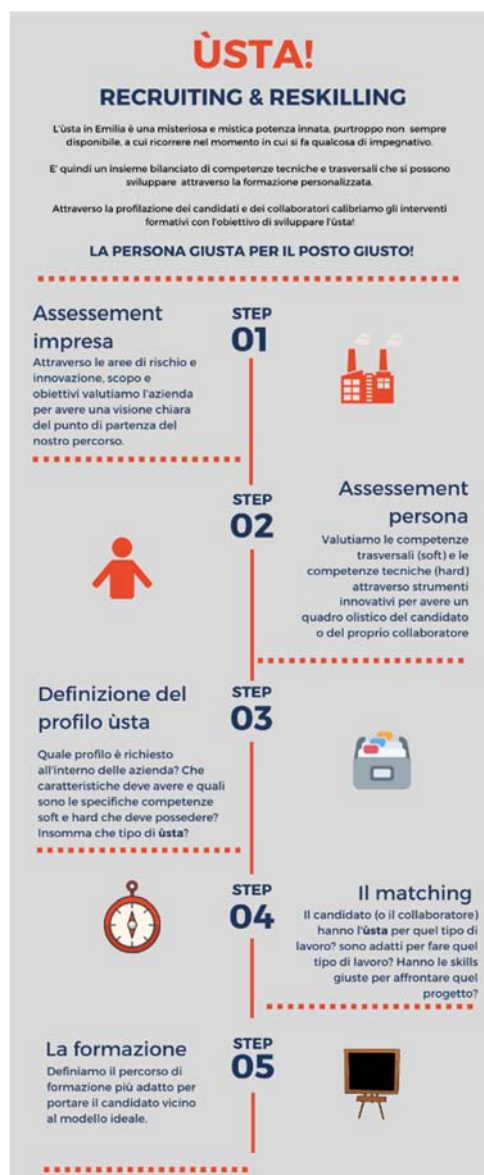 ÙSTA!
RECRUITING & RESKILLING
L'ùsta in Emilia è una misteriosa e mistica potenza innata, purtroppo non sempre
disponibile, a cui ricorrere nel momento in cui si fa qualcosa di impegnativo.
E' quindi un insieme bilanciato di competenze tecniche e trasversali che si possono
sviluppare attraverso la formazione personalizzata.
Attraverso la profilazione dei candidati e dei collaboratori calibriamo gli interventi
formativi con l'obiettivo di sviluppare l'ùsta!
LA PERSONA GIUSTA PER IL POSTO GIUSTO!
STEP
01
Assessement
impresa
Attraverso le aree di rischio e
innovazione, scopo e
obiettivi valutiamo l'azienda
per avere una visione chiara
del punto di partenza del
nostro percorso.
STEP
02
Assessement
persona
Valutiamo le competenze
trasversali (soft) e le
competenze tecniche (hard)
attraverso strumenti
innovativi per avere un
quadro olistico del candidato
o del proprio collaboratore
STEP
03
Definizione del
profilo ùsta
Quale profilo è richiesto
all'interno delle azienda? Che
caratteristiche deve avere e quali
sono le specifiche competenze
soft e hard che deve possedere?
Insomma che tipo di ùsta?
STEP
04
Il matching
Il candidato (o il collaboratore)
hanno l'ùsta per quel tipo di
lavoro? sono adatti per fare quel
tipo di lavoro? Hanno le skills
giuste per affrontare quel
progetto?
STEP
05
La formazione
Definiamo il percorso di
formazione più adatto per
portare il candidato vicino
al modello ideale.